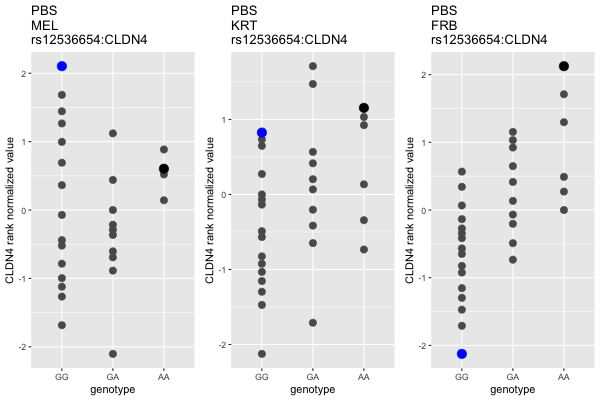 PBS
MEL
rs12536654:CLDN4
CLDN4 rank normalized value
2
1
0
-1
-2
GG
GA
AA
genotype
PBS
KRT
rs12536654:CLDN4
CLDN4 rank normalized value
1
0
-1
-2
GG
GA
AA
genotype
PBS
FRB
rs12536654:CLDN4
CLDN4 rank normalized value
2
1
0
-1
-2
GG
GA
AA
genotype